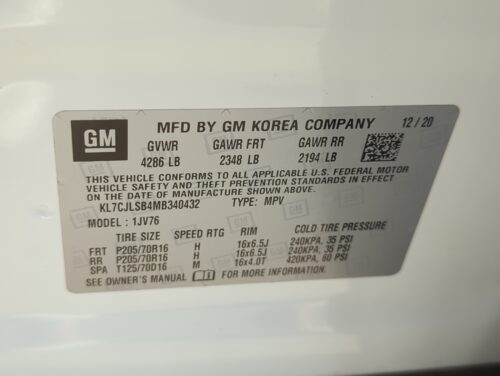 GM
MFD BY GM KOREA COMPANY 12/20
GVWR GAWR FRT GAWR RR
4286 LB 2348 LB 2194 LB
THIS VEHICLE CONFORMS TO ALL APPLICABLE U.S. FEDERAL MOTOR
VEHICLE SAFETY, BUMPER, AND THEFT PREVENTION STANDARDS IN
EFFECT ON THE DATE OF MANUFACTURE SHOWN ABOVE.
KL7CJLSB4MB340432 TYPE: MPV
MODEL : 1JV76
TIRE SIZE SPEED RTG RIM COLD TIRE PRESSURE
FRT P205/70R16 H 16x6.5J 240KPA, 35 PSI
RR P205/70R16 H 16x6.5J 240KPA, 35 PSI
SPA T125/70D16 M 16x4.0T 420KPA, 60 PSI
SEE OWNER'S MANUAL FOR MORE INFORMATION.